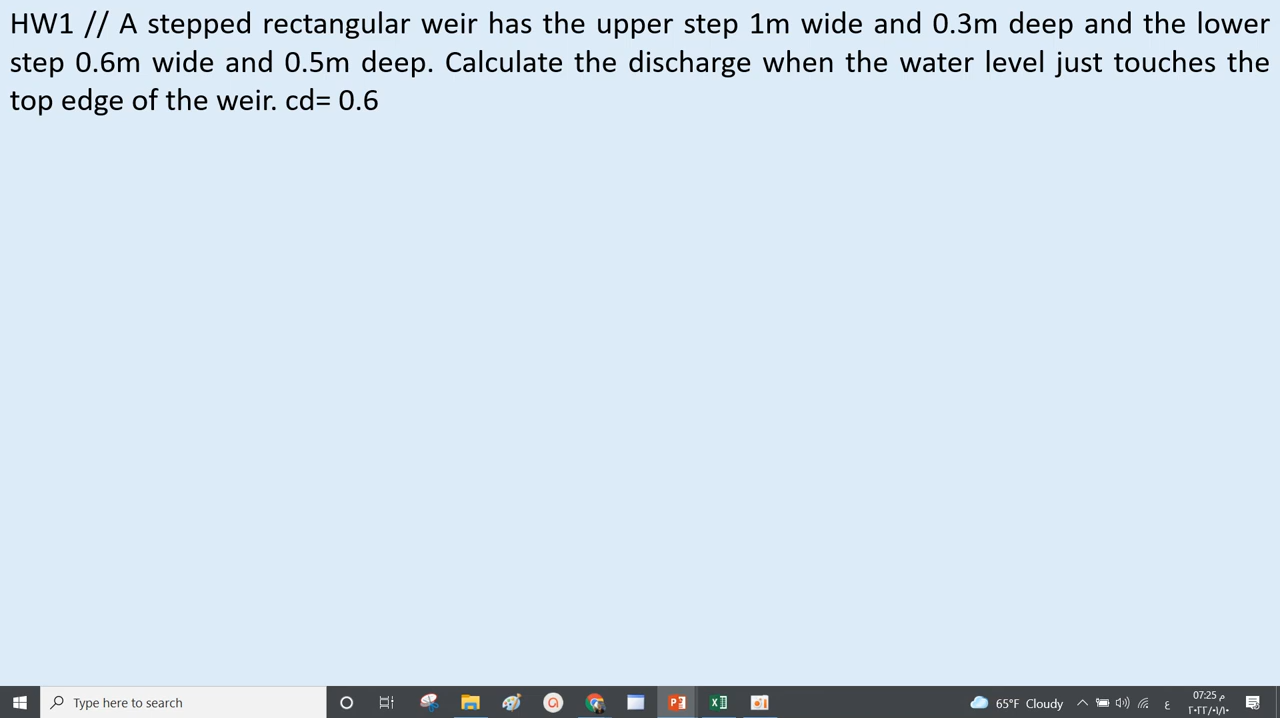 HW1 // A stepped rectangular weir has the upper step 1m wide and 0.3m deep and the lower
step 0.6m wide and 0.5m deep. Calculate the discharge when the water level just touches the
top edge of the weir. cd= 0.6
Type here to search
65°F Cloudy
ع
07:25 م